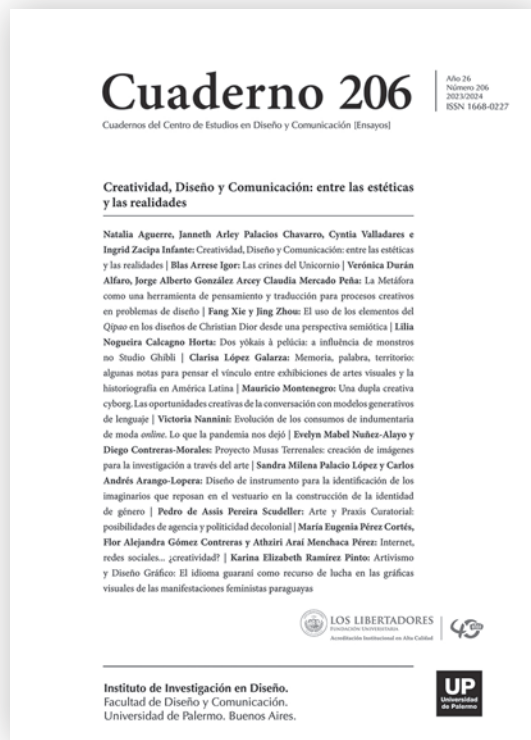 Cuaderno 206
Año 26
Número 206
2023/2024
ISSN 1668-0227
Cuadernos del Centro de Estudios en Diseño y Comunicación [Ensayos]
Creatividad, Diseño y Comunicación: entre las estéticas
y las realidades
Natalia Aguerre, Janneth Arley Palacios Chavarro, Cyntia Valladares e
Ingrid Zacipa Infante: Creatividad, Diseño y Comunicación: entre las estéticas
y las realidades | Blas Arrese Igor: Las crines del Unicornio | Verónica Durán
Alfaro, Jorge Alberto González Arcey Claudia Mercado Peña: La Metáfora
como una herramienta de pensamiento y traducción para procesos creativos
en problemas de diseño | Fang Xie y Jing Zhou: El uso de los elementos del
Qipao en los diseños de Christian Dior desde una perspectiva semiótica | Lilia
Nogueira Calcagno Horta: Dos yōkais à pelúcia: a influência de monstros
no Studio Ghibli | Clarisa López Galarza: Memoria, palabra, territorio:
algunas notas para pensar el vínculo entre exhibiciones de artes visuales y la
historiografía en América Latina | Mauricio Montenegro: Una dupla creativa
cyborg. Las oportunidades creativas de la conversación con modelos generativos
de lenguaje | Victoria Nannini: Evolución de los consumos de indumentaria
de moda online. Lo que la pandemia nos dejó | Evelyn Mabel Nuñez-Alayo y
Diego Contreras-Morales: Proyecto Musas Terrenales: creación de imágenes
para la investigación a través del arte | Sandra Milena Palacio López y Carlos
Andrés Arango-Lopera: Diseño de instrumento para la identificación de los
imaginarios que reposan en el vestuario en la construcción de la identidad
de género | Pedro de Assis Pereira Scudeller: Arte y Praxis Curatorial:
posibilidades de agencia y politicidad decolonial | María Eugenia Pérez Cortés,
Flor Alejandra Gómez Contreras y Athziri Araí Menchaca Pérez: Internet,
redes sociales... ¿creatividad? | Karina Elizabeth Ramírez Pinto: Artivismo
y Diseño Gráfico: El idioma guaraní como recurso de lucha en las gráficas
visuales de las manifestaciones feministas paraguayas
LOS LIBERTADORES
FUNDACIÓN UNIVERSITARIA
Acreditación Institucional en Alta Calidad
40
Instituto de Investigación en Diseño.
Facultad de Diseño y Comunicación.
Universidad de Palermo. Buenos Aires.
UP
Universidad
de Palermo